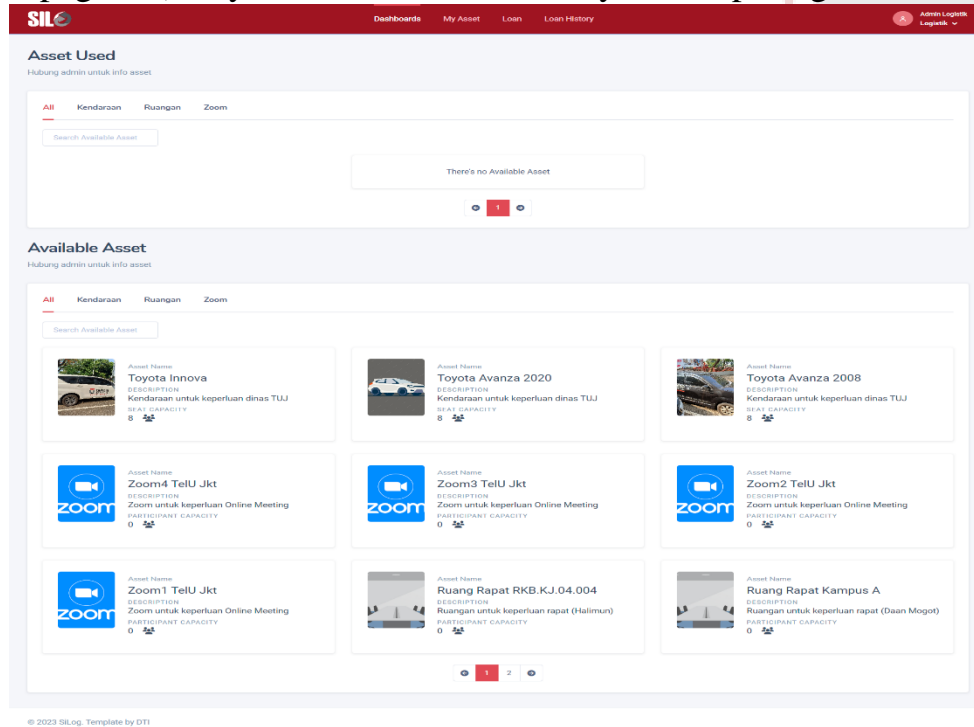 SIL
Dashboards My Asset Loan Loan History
Admin Logistik
Logistik
Asset Used
Hubung admin untuk info asset
All Kendaraan Ruangan Zoom
Search Available Asset
There's no Available Asset
1
Available Asset
Hubung admin untuk info asset
All Kendaraan Ruangan Zoom
Search Available Asset
Asset Name
Toyota Innova
DESCRIPTION
Kendaraan untuk keperluan dinas TUJ
SEAT CAPACITY
8
Asset Name
Toyota Avanza 2020
DESCRIPTION
Kendaraan untuk keperluan dinas TUJ
SEAT CAPACITY
8
Asset Name
Toyota Avanza 2008
DESCRIPTION
Kendaraan untuk keperluan dinas TUJ
SEAT CAPACITY
8
zoom
Asset Name
Zoom4 TelU Jkt
DESCRIPTION
Zoom untuk keperluan Online Meeting
PARTICIPANT CAPACITY
0
zoom
Asset Name
Zoom3 TelU Jkt
DESCRIPTION
Zoom untuk keperluan Online Meeting
PARTICIPANT CAPACITY
0
zoom
Asset Name
Zoom2 TelU Jkt
DESCRIPTION
Zoom untuk keperluan Online Meeting
PARTICIPANT CAPACITY
0
zoom
Asset Name
Zoom1 TelU Jkt
DESCRIPTION
Zoom untuk keperluan Online Meeting
PARTICIPANT CAPACITY
0
Asset Name
Ruang Rapat RKB.KJ.04.004
DESCRIPTION
Ruangan untuk keperluan rapat (Halimun)
PARTICIPANT CAPACITY
0
Asset Name
Ruang Rapat Kampus A
DESCRIPTION
Ruangan untuk keperluan rapat (Daan Mogot)
PARTICIPANT CAPACITY
0
1 2
© 2023 SiLog. Template by DTI